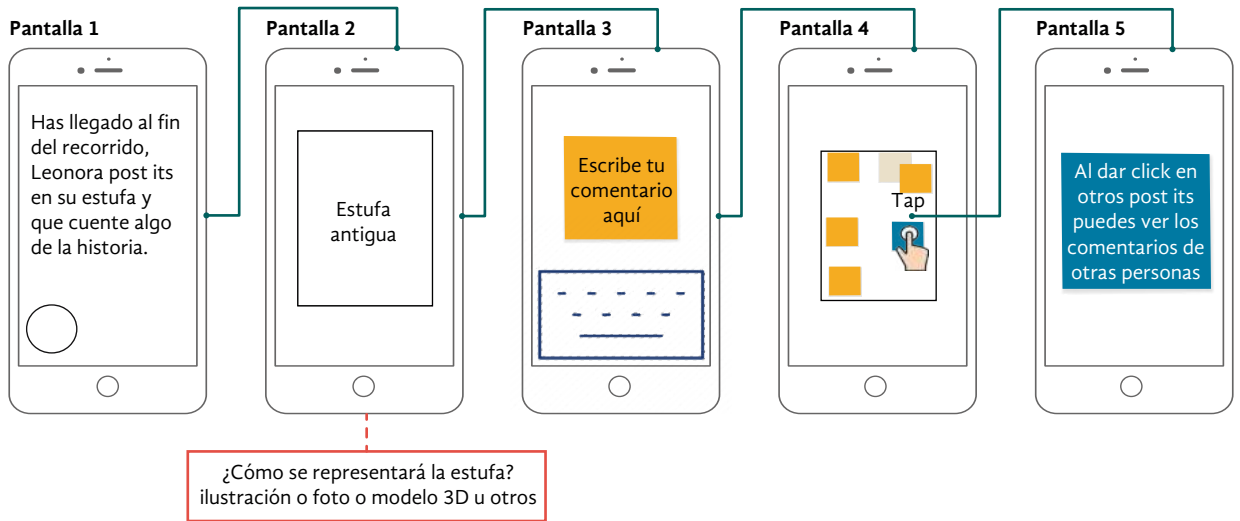 Pantalla 1
Has llegado al fin
del recorrido,
Leonora post its
en su estufa y
que cuente algo
de la historia.
Pantalla 2
Estufa
antigua
¿Cómo se representará la estufa?
ilustración o foto o modelo 3D u otros
Pantalla 3
Escribe tu
comentario
aquí
Pantalla 4
Tap
Pantalla 5
Al dar click en
otros post its
puedes ver los
comentarios de
otras personas